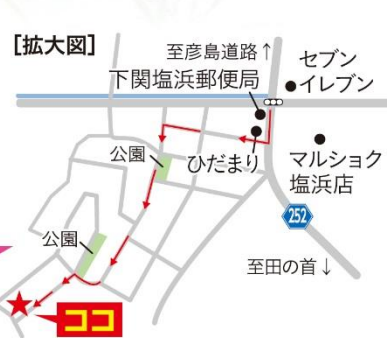 [拡大図]
至彦島道路↑
セブン
イレブン
下関塩浜郵便局
公園
ひだまり
マルショク
塩浜店
252
公園
至田の首↓
ココ